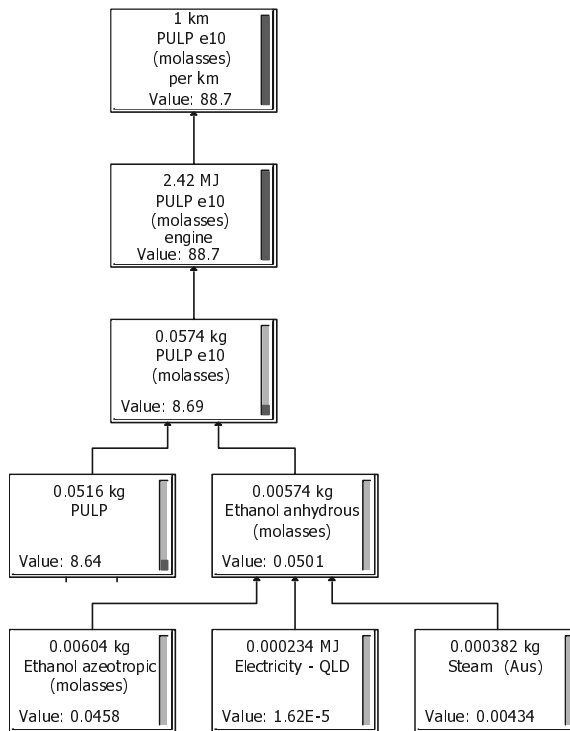 1 km
PULP e10
(molasses)
per km
Value: 88.7
2.42 MJ
PULP e10
(molasses)
engine
Value: 88.7
0.0574 kg
PULP e10
(molasses)
Value: 8.69
0.0516 kg
PULP
Value: 8.64
0.00574 kg
Ethanol anhydrous
(molasses)
Value: 0.0501
0.00604 kg
Ethanol azeotropic
(molasses)
Value: 0.0458
0.000234 MJ
Electricity - QLD
Value: 1.62E-5
0.000382 kg
Steam (Aus)
Value: 0.00434